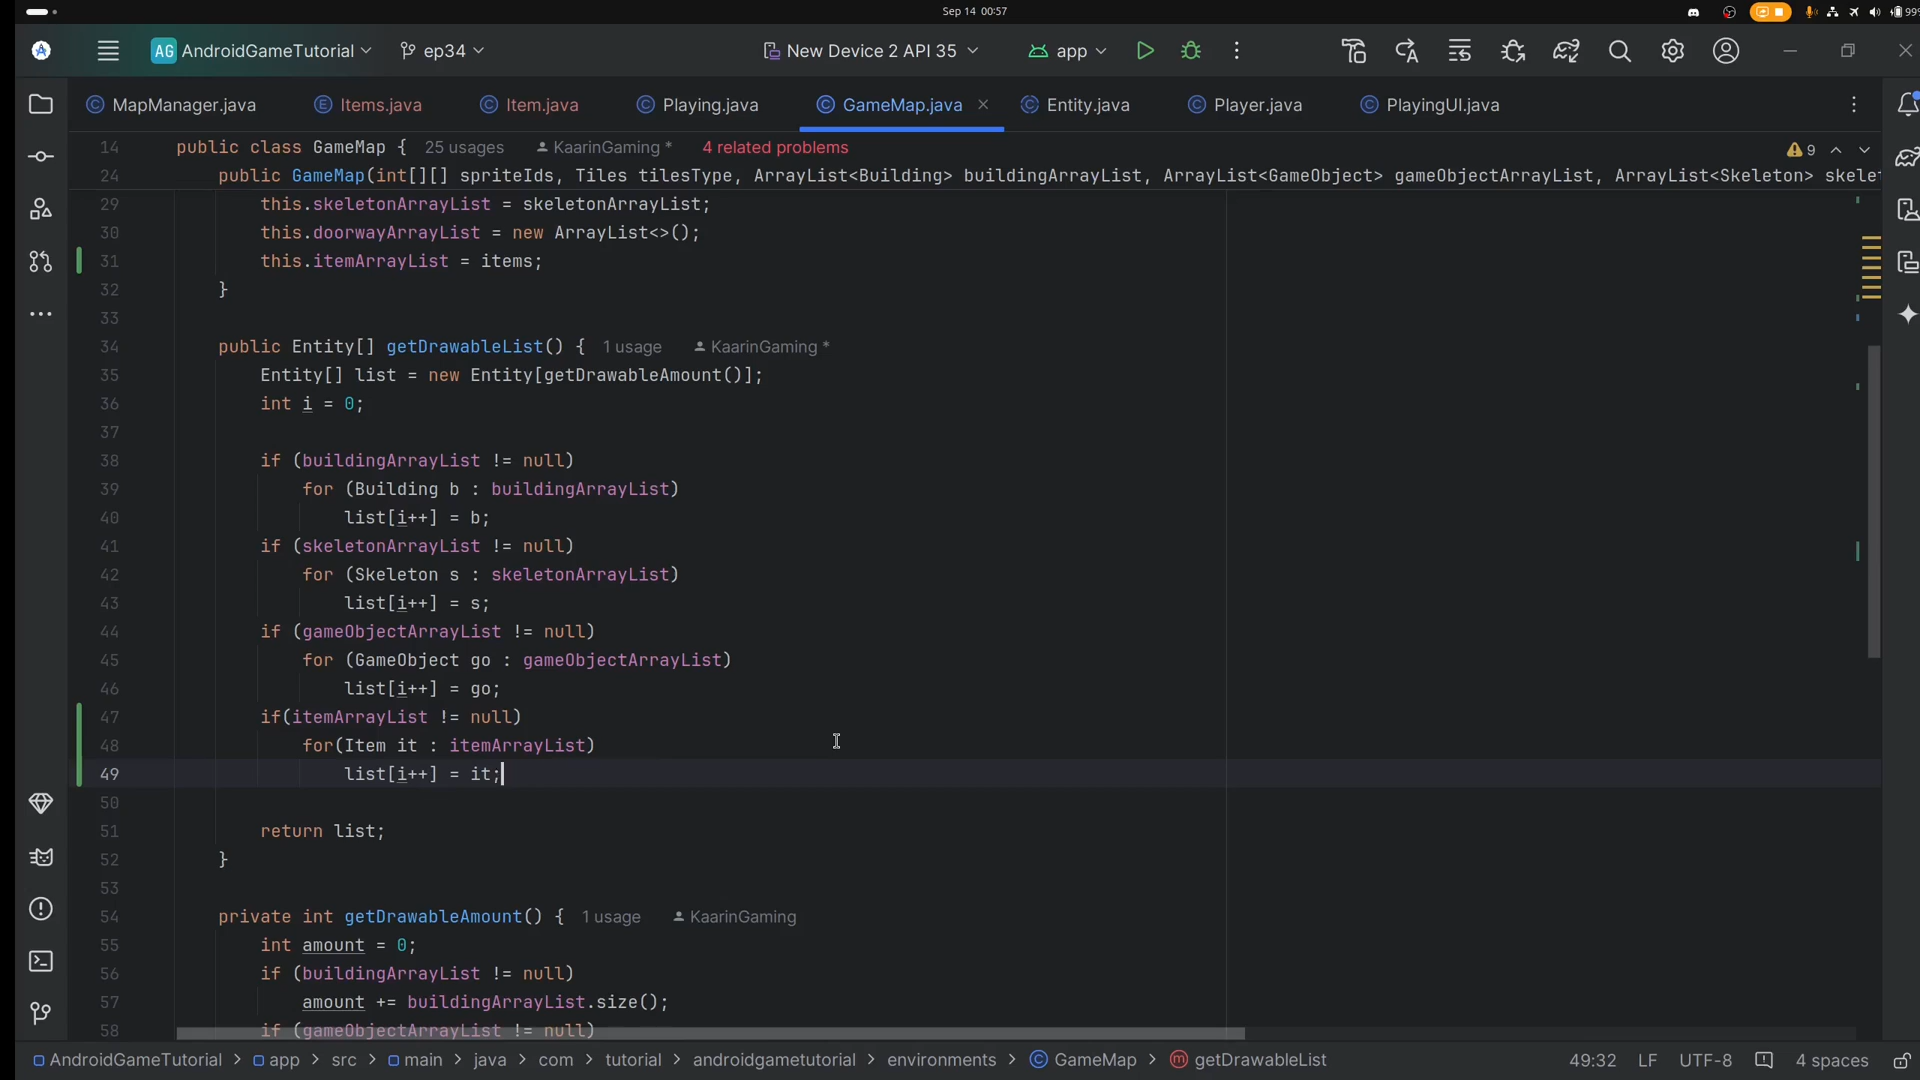 Sep 14 00:57
99%
AG AndroidGameTutorial ep34 New Device 2 API 35 app
MapManager.java Items.java Item.java Playing.java GameMap.java Entity.java Player.java PlayingUI.java
14 public class GameMap { 25 usages KaarinGaming * 4 related problems 9
24 public GameMap(int[][] spriteIds, Tiles tilesType, ArrayList<Building> buildingArrayList, ArrayList<GameObject> gameObjectArrayList, ArrayList<Skeleton> skele
29 this.skeletonArrayList = skeletonArrayList;
30 this.doorwayArrayList = new ArrayList<>();
31 this.itemArrayList = items;
32 }
33
34 public Entity[] getDrawableList() { 1 usage KaarinGaming *
35 Entity[] list = new Entity[getDrawableAmount()];
36 int i = 0;
37
38 if (buildingArrayList != null)
39 for (Building b : buildingArrayList)
40 list[i++] = b;
41 if (skeletonArrayList != null)
42 for (Skeleton s : skeletonArrayList)
43 list[i++] = s;
44 if (gameObjectArrayList != null)
45 for (GameObject go : gameObjectArrayList)
46 list[i++] = go;
47 if(itemArrayList != null)
48 for(Item it : itemArrayList)
49 list[i++] = it;
50
51 return list;
52 }
53
54 private int getDrawableAmount() { 1 usage KaarinGaming
55 int amount = 0;
56 if (buildingArrayList != null)
57 amount += buildingArrayList.size();
58 if (gameObjectArrayList != null)
AndroidGameTutorial > app > src > main > java > com > tutorial > androidgametutorial > environments > GameMap > getDrawableList 49:32 LF UTF-8 4 spaces